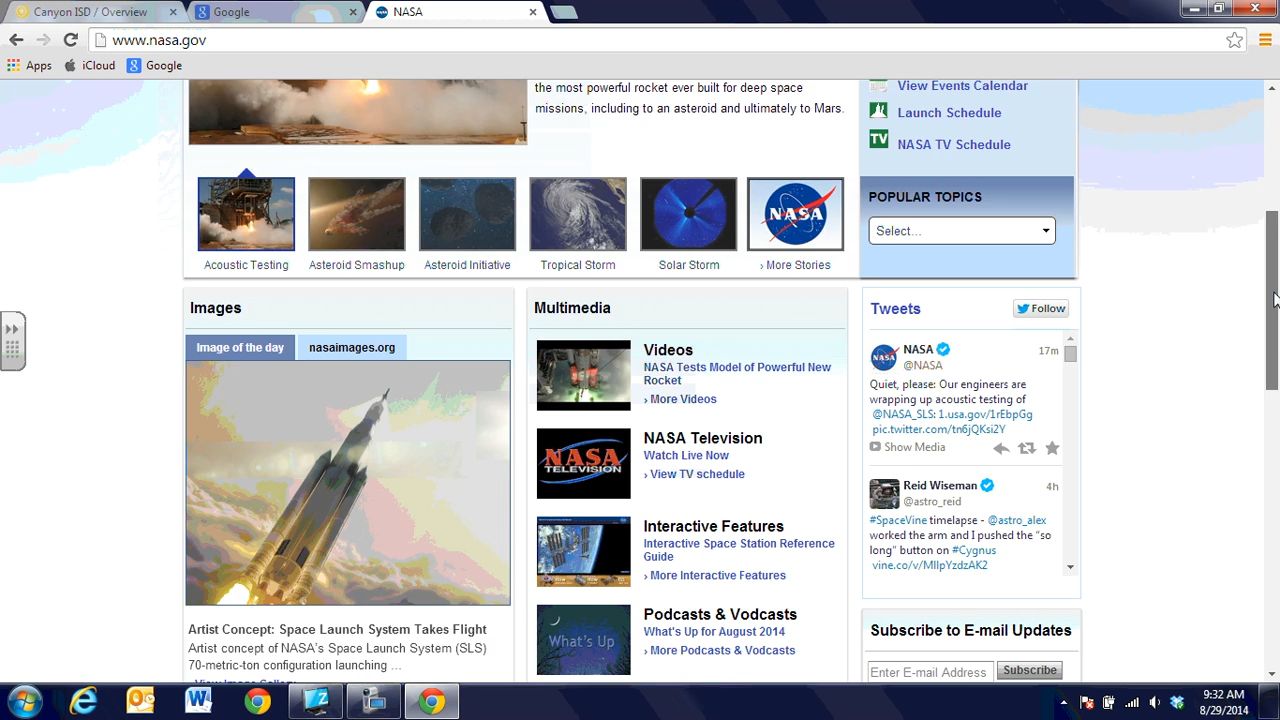 Canyon ISD / Overview
Google
NASA
www.nasa.gov
Apps
iCloud
Google
the most powerful rocket ever built for deep space
missions, including to an asteroid and ultimately to Mars.
View Events Calendar
Launch Schedule
TV
NASA TV Schedule
POPULAR TOPICS
Select...
NASA
Acoustic Testing
Asteroid Smashup
Asteroid Initiative
Tropical Storm
Solar Storm
› More Stories
Images
Image of the day
nasaimages.org
Artist Concept: Space Launch System Takes Flight
Artist concept of NASA's Space Launch System (SLS)
70-metric-ton configuration launching ...
› View Image Gallery
Multimedia
Videos
NASA Tests Model of Powerful New
Rocket
› More Videos
NASA
TELEVISION
NASA Television
Watch Live Now
› View TV schedule
Interactive Features
Interactive Space Station Reference
Guide
› More Interactive Features
What's Up
Podcasts & Vodcasts
What's Up for August 2014
› More Podcasts & Vodcasts
Tweets
Follow
NASA
NASA
17m
@NASA
Quiet, please: Our engineers are
wrapping up acoustic testing of
@NASA_SLS: 1.usa.gov/1rEbpGg
pic.twitter.com/tn6jQKsi2Y
Show Media
Reid Wiseman
4h
@astro_reid
#SpaceVine timelapse - @astro_alex
worked the arm and I pushed the "so
long" button on #Cygnus
vine.co/v/MIlpYzdzAK2
Subscribe to E-mail Updates
Enter E-mail Address
Subscribe
9:32 AM
8/29/2014